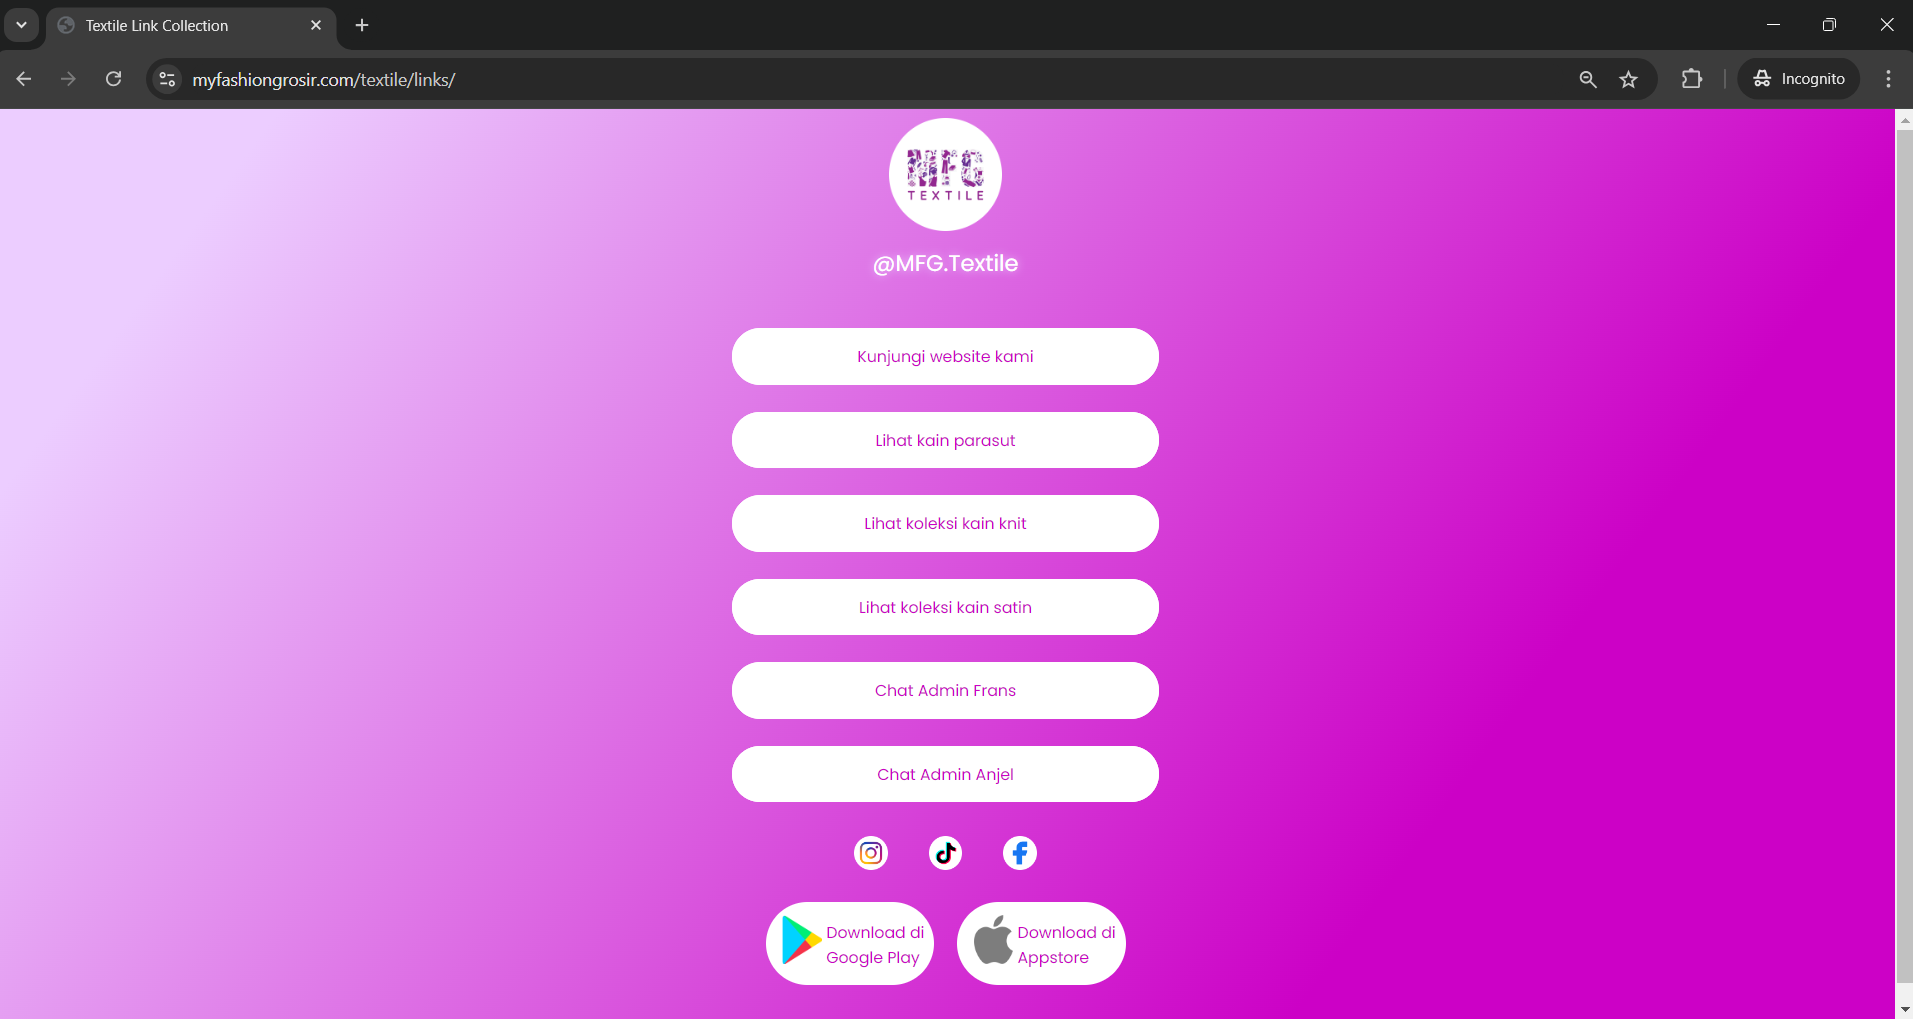 Textile Link Collection
myfashiongrosir.com/textile/links/
Incognito
MFG
TEXTILE
@MFG.Textile
Kunjungi website kami
Lihat kain parasut
Lihat koleksi kain knit
Lihat koleksi kain satin
Chat Admin Frans
Chat Admin Anjel
Download di
Google Play
Download di
Appstore